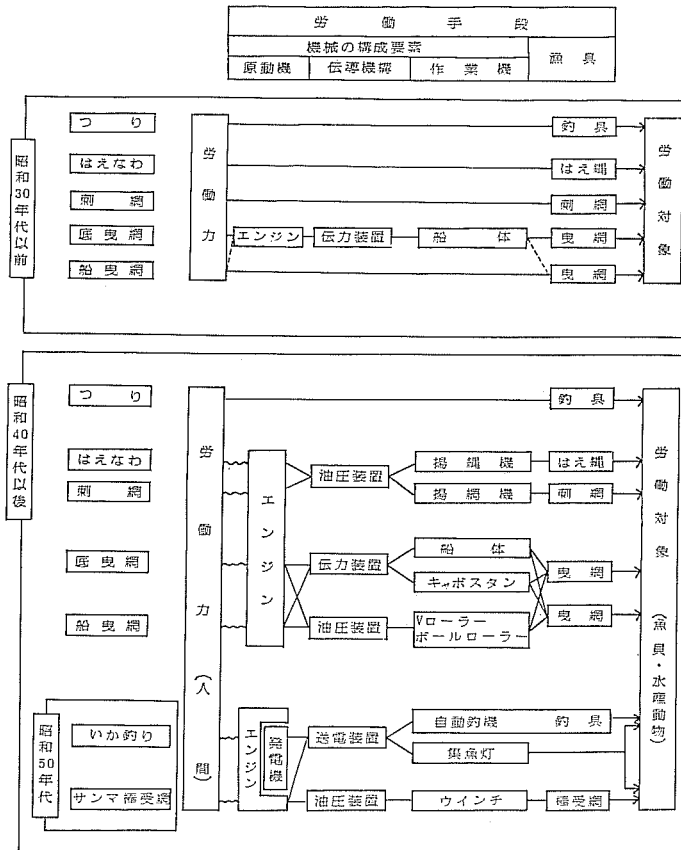 労働手段
機械の構成要素
漁具
原動機 伝導機構 作業機
昭和30年代以前
つり
はえなわ
刺網
底曳網
船曳網
労働力
エンジン 伝力装置 船体
釣具
はえ縄
刺網
曳網
曳網
労働対象
昭和40年代以後
つり
はえなわ
刺網
底曳網
船曳網
労働力(人間)
エンジン
油圧装置
伝力装置
油圧装置
揚縄機
揚網機
船体
キャボスタン
Vローラー
ボールローラー
釣具
はえ縄
刺網
曳網
曳網
労働対象(魚貝・水産動物)
昭和50年代
いか釣り
サンマ棒受網
エンジン
発電機
送電装置
油圧装置
自動釣機 釣具
集魚灯
ウインチ
棒受網